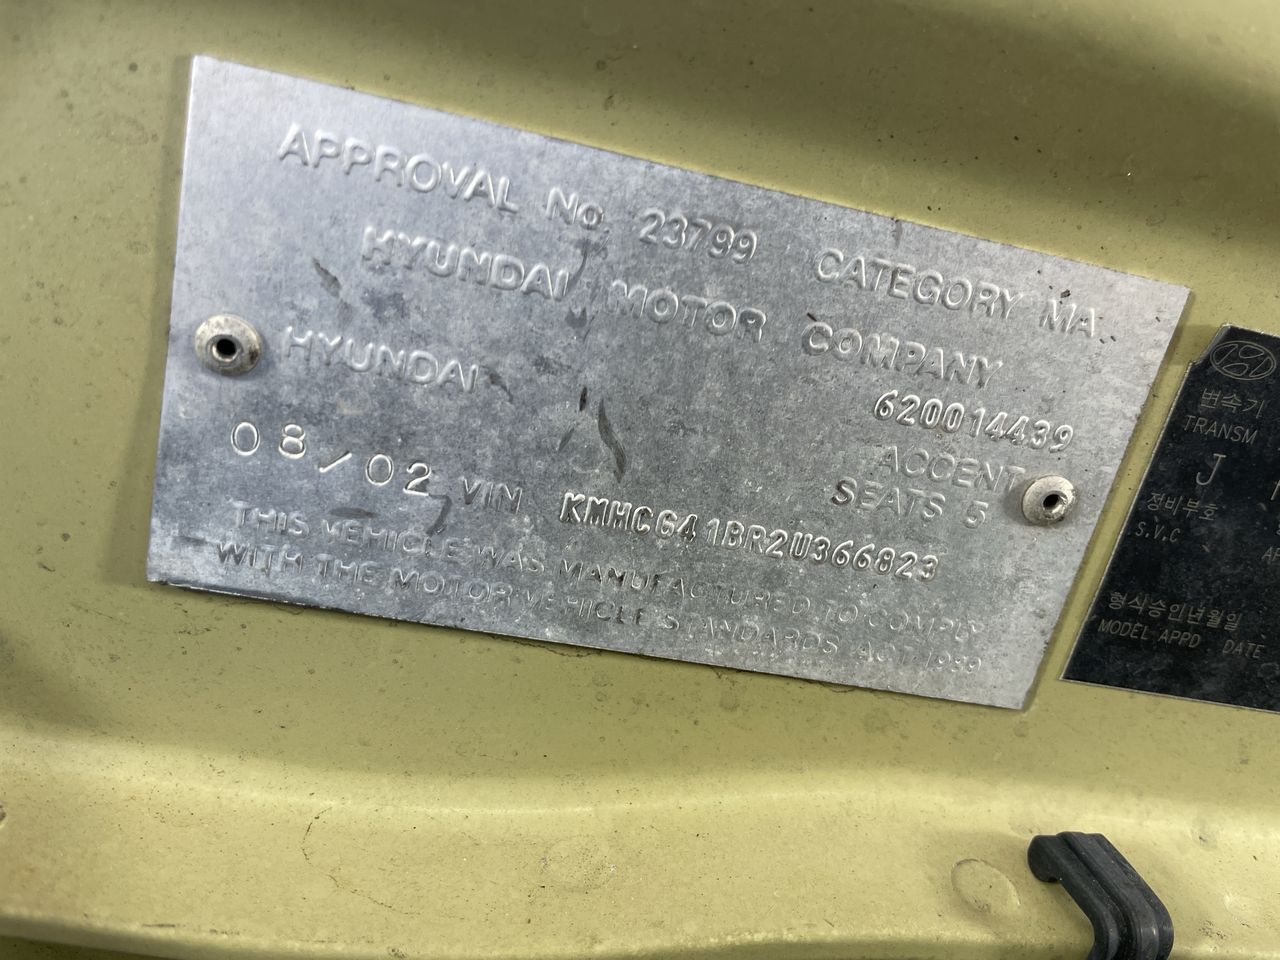 APPROVAL No. 23799 CATEGORY MA
HYUNDAI MOTOR COMPANY
620014439
HYUNDAI ACCENT
SEATS 5
08/02 VIN KMHCG41BR2U366823
THIS VEHICLE WAS MANUFACTURED TO COMPLY
WITH THE MOTOR VEHICLE STANDARDS ACT 1989
변속기
TRANSM
J
정비부호
S.V.C
형식승인년월일
MODEL APPD DATE